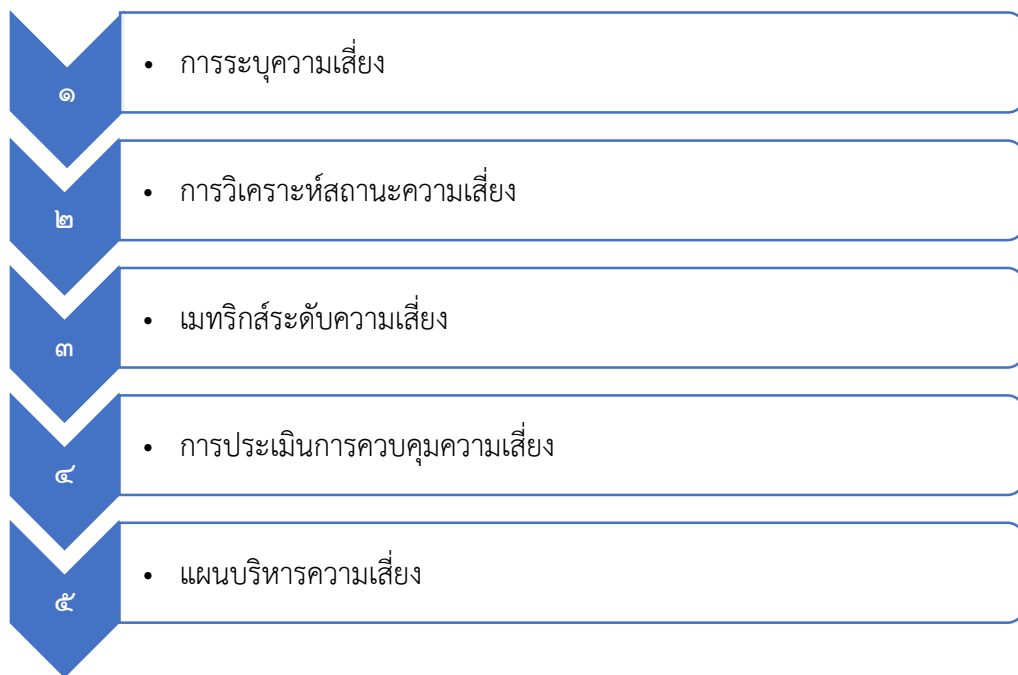 ๑
• การระบุความเสี่ยง
๒
• การวิเคราะห์สถานะความเสี่ยง
๓
• เมทริกส์ระดับความเสี่ยง
๔
• การประเมินการควบคุมความเสี่ยง
๕
• แผนบริหารความเสี่ยง